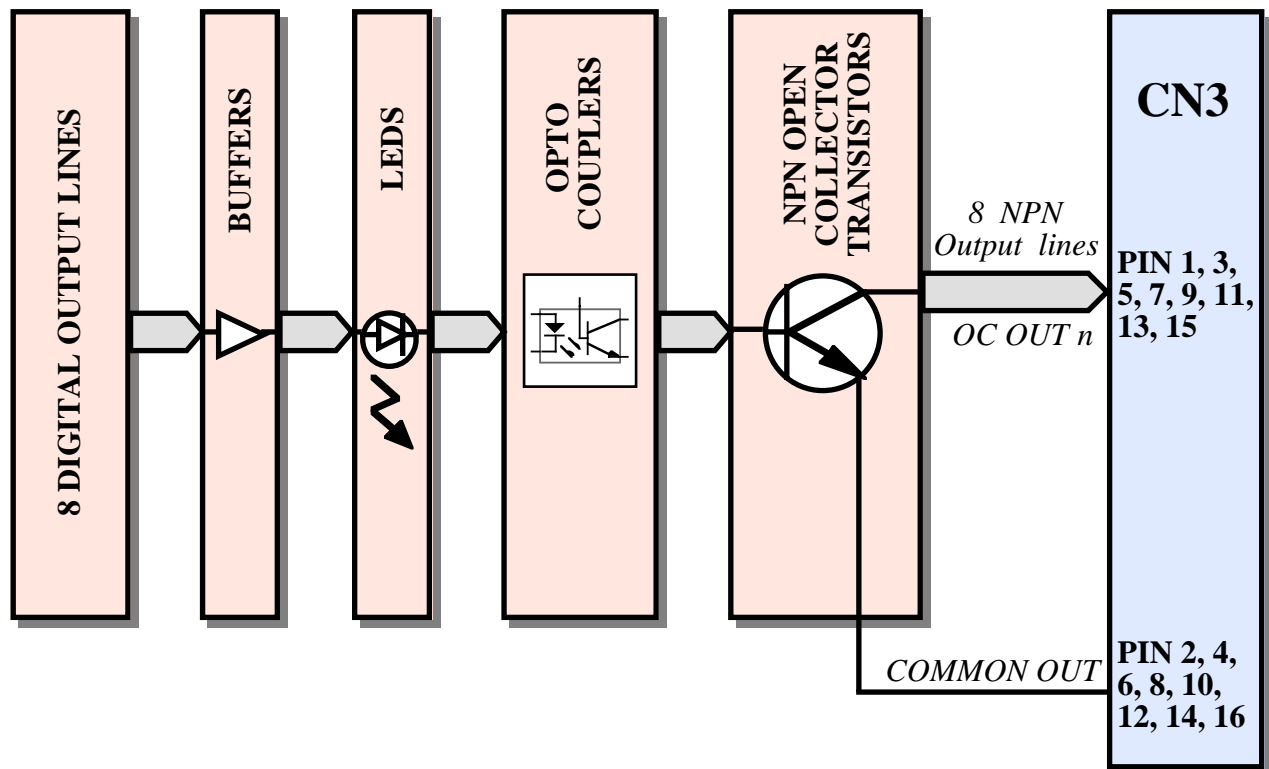 8 DIGITAL OUTPUT LINES
BUFFERS
LEDS
OPTO
COUPLERS
NPN OPEN
COLLECTOR
TRANSISTORS
8 NPN
Output lines
OC OUT n
COMMON OUT
CN3
PIN 1, 3,
5, 7, 9, 11,
13, 15
PIN 2, 4,
6, 8, 10,
12, 14, 16